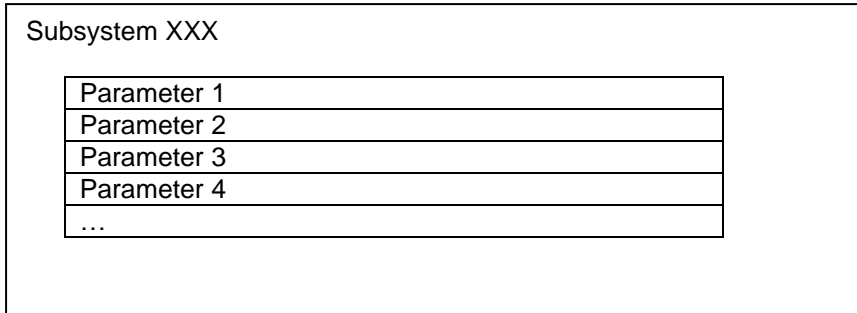 Subsystem XXX
Parameter 1
Parameter 2
Parameter 3
Parameter 4
…